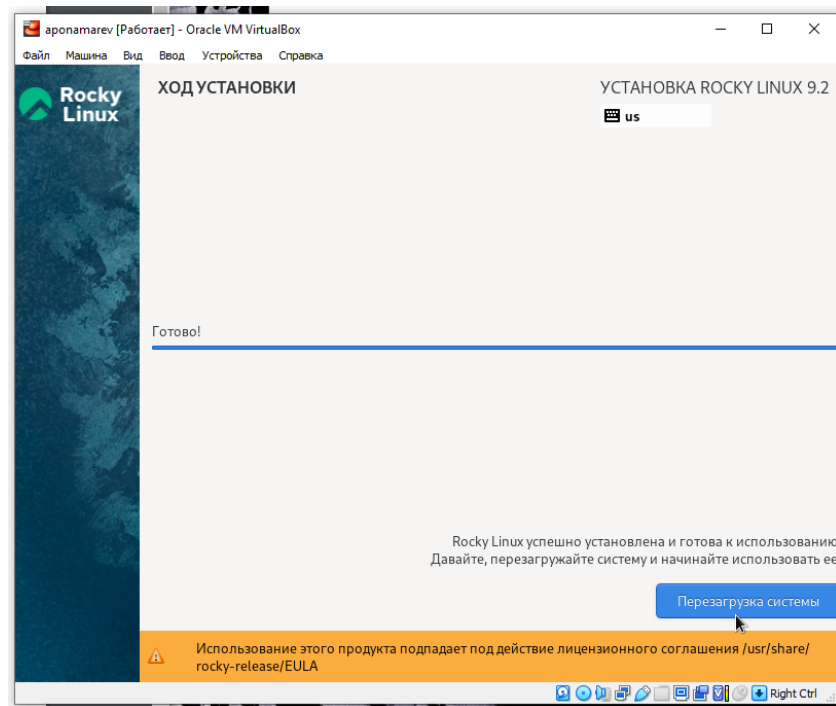 aponamarev [Работает] - Oracle VM VirtualBox
Файл Машина Вид Ввод Устройства Справка
Rocky
Linux
ХОД УСТАНОВКИ
УСТАНОВКА ROCKY LINUX 9.2
us
Готово!
Rocky Linux успешно установлена и готова к использованию
Давайте, перезагружайте систему и начинайте использовать ее
Перезагрузка системы
Использование этого продукта подпадает под действие лицензионного соглашения /usr/share/
rocky-release/EULA
Right Ctrl